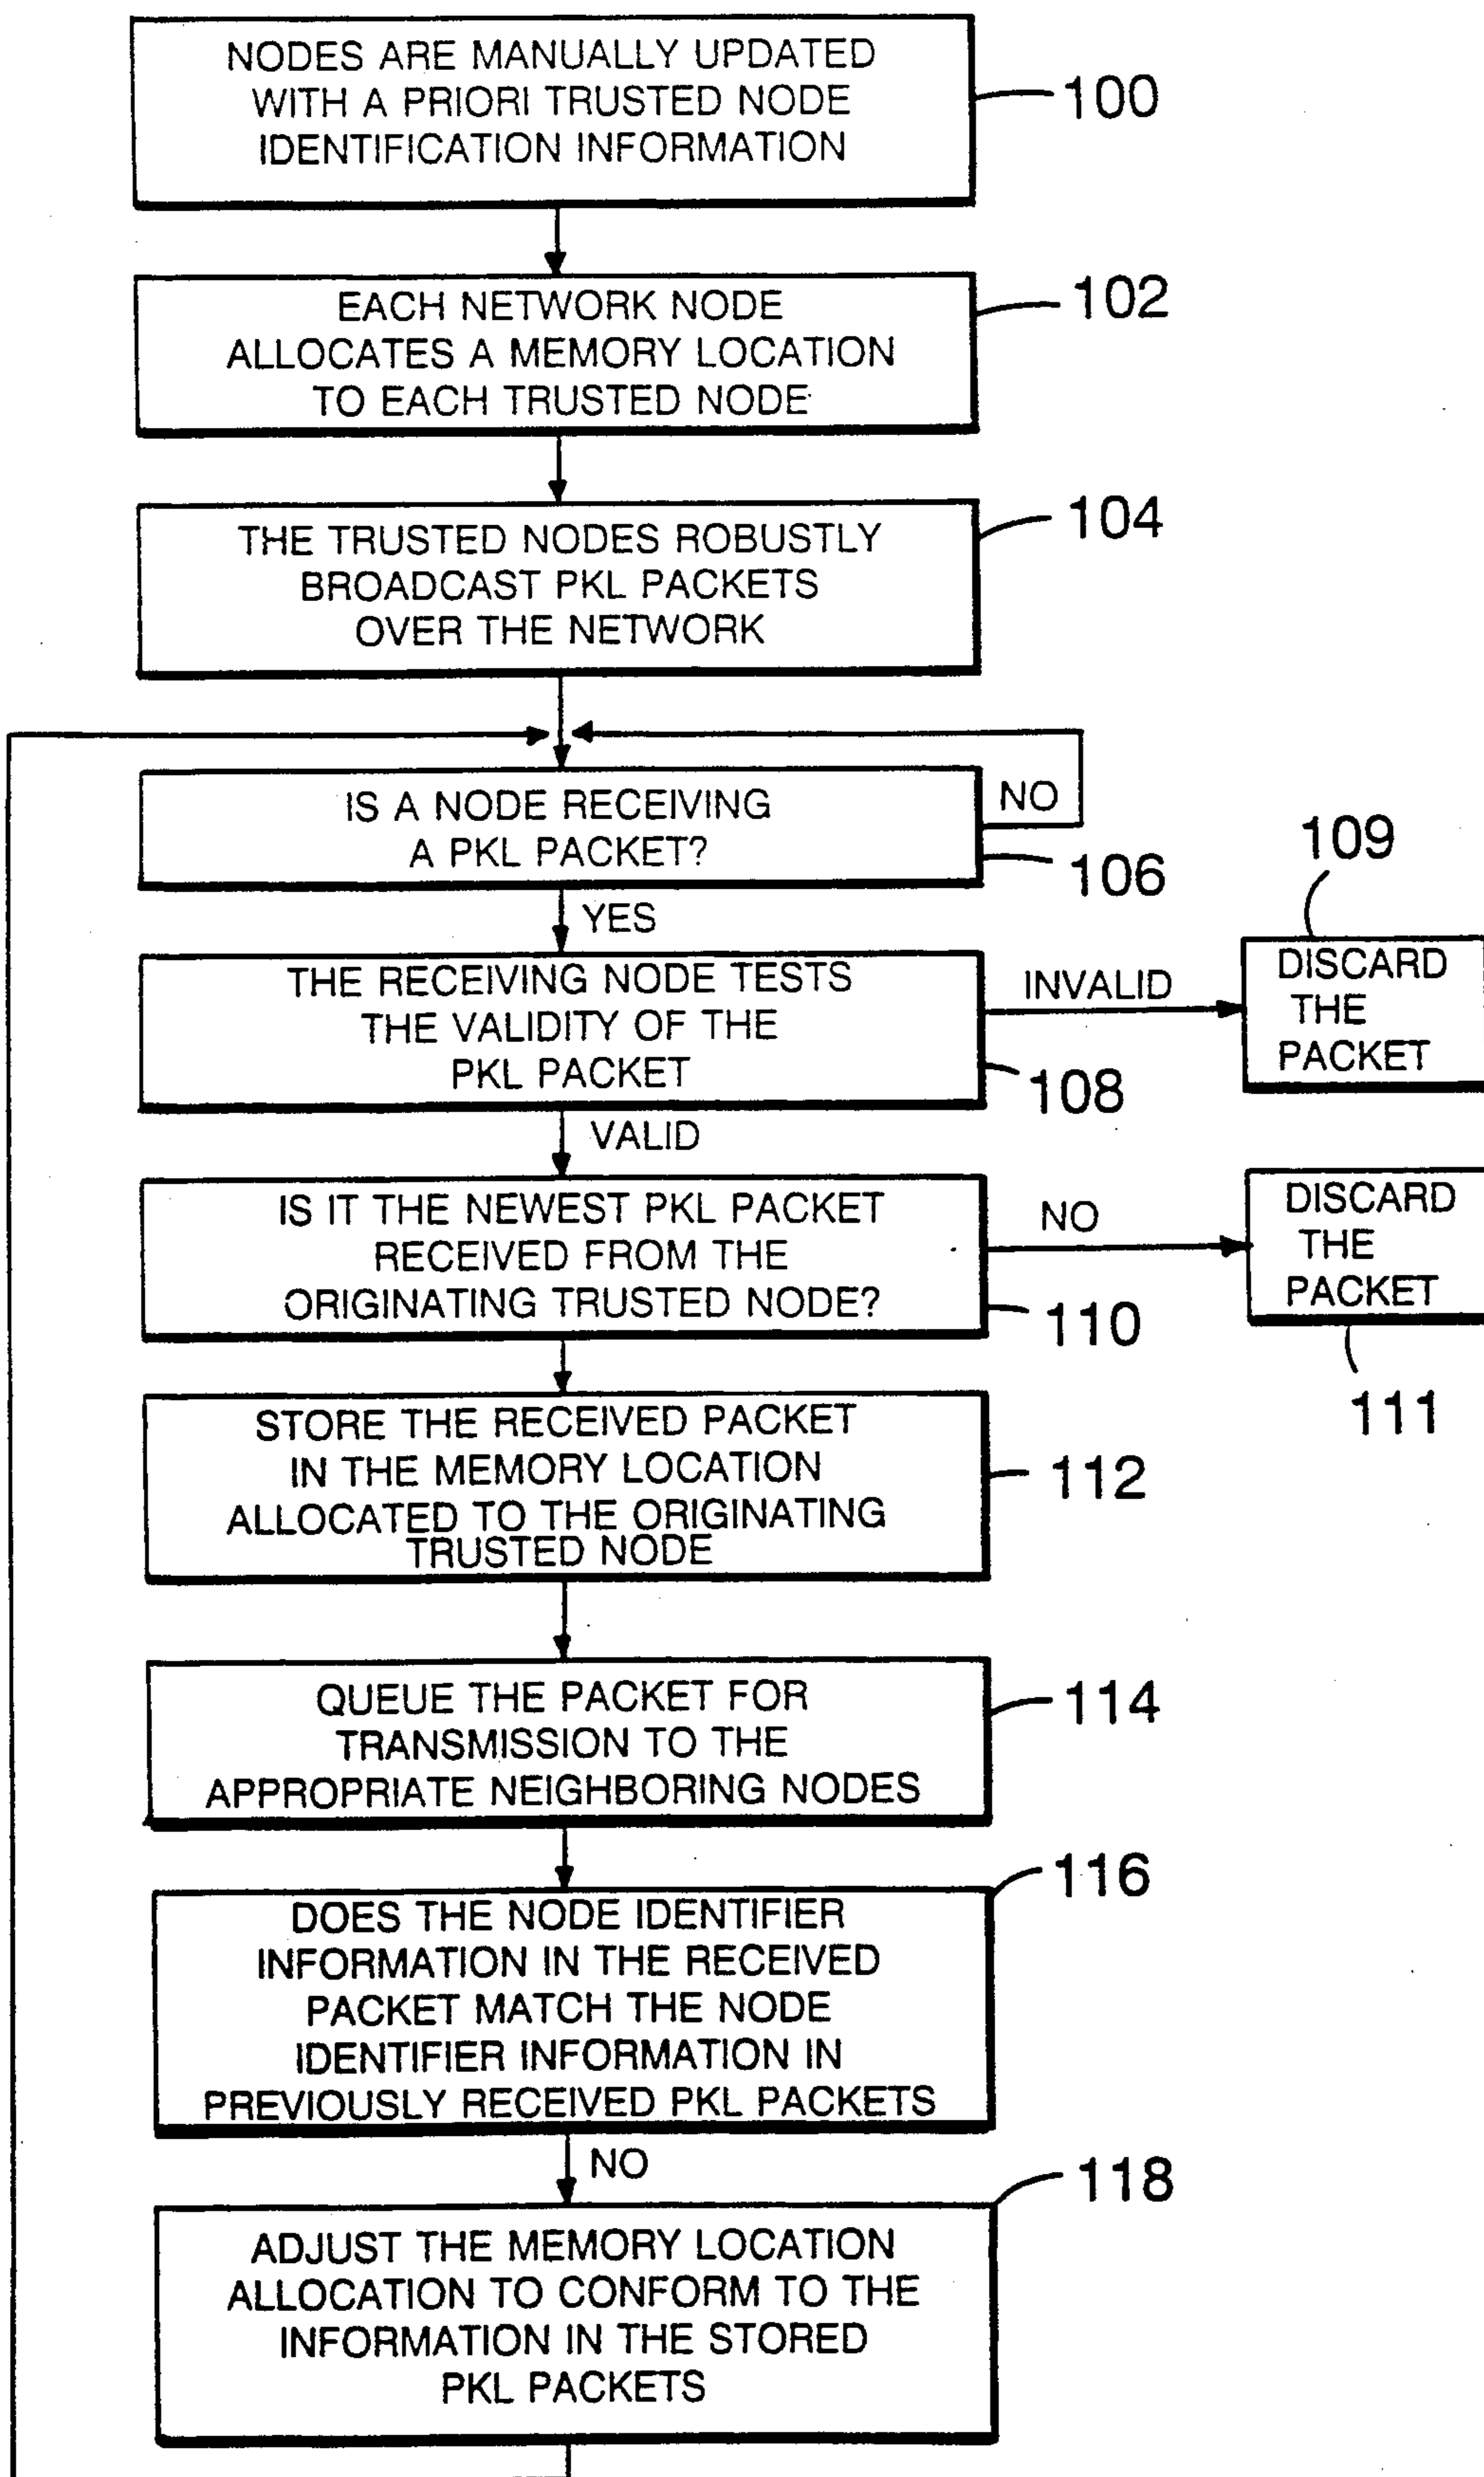 NODES ARE MANUALLY UPDATED
WITH A PRIORI TRUSTED NODE
IDENTIFICATION INFORMATION
100
EACH NETWORK NODE
ALLOCATES A MEMORY LOCATION
TO EACH TRUSTED NODE
102
THE TRUSTED NODES ROBUSTLY
BROADCAST PKL PACKETS
OVER THE NETWORK
104
IS A NODE RECEIVING
A PKL PACKET?
NO
106
YES
THE RECEIVING NODE TESTS
THE VALIDITY OF THE
PKL PACKET
INVALID
108
109
DISCARD
THE
PACKET
VALID
IS IT THE NEWEST PKL PACKET
RECEIVED FROM THE
ORIGINATING TRUSTED NODE?
NO
110
DISCARD
THE
PACKET
111
STORE THE RECEIVED PACKET
IN THE MEMORY LOCATION
ALLOCATED TO THE ORIGINATING
TRUSTED NODE
112
QUEUE THE PACKET FOR
TRANSMISSION TO THE
APPROPRIATE NEIGHBORING NODES
114
DOES THE NODE IDENTIFIER
INFORMATION IN THE RECEIVED
PACKET MATCH THE NODE
IDENTIFIER INFORMATION IN
PREVIOUSLY RECEIVED PKL PACKETS
116
NO
ADJUST THE MEMORY LOCATION
ALLOCATION TO CONFORM TO THE
INFORMATION IN THE STORED
PKL PACKETS
118